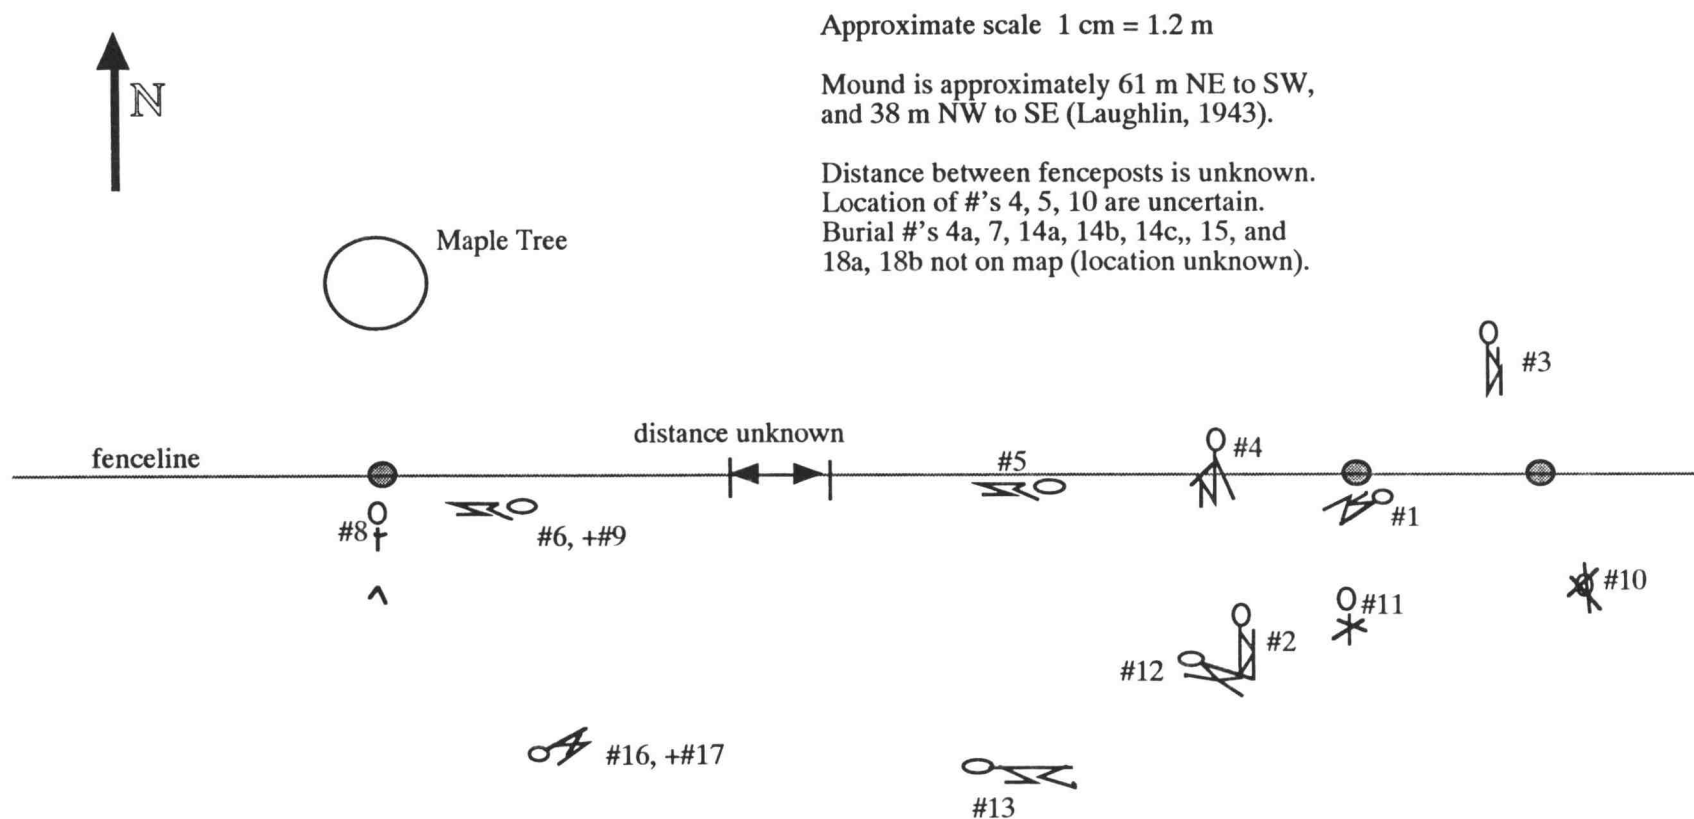 Approximate scale 1 cm = 1.2 m
Mound is approximately 61 m NE to SW,
and 38 m NW to SE (Laughlin, 1943).
Distance between fenceposts is unknown.
Location of #'s 4, 5, 10 are uncertain.
Burial #'s 4a, 7, 14a, 14b, 14c,, 15, and
18a, 18b not on map (location unknown).
N
Maple Tree
#3
distance unknown
fenceline
#5
#4
#8
#6, +#9
#1
#10
#11
#2
#12
#16, +#17
#13